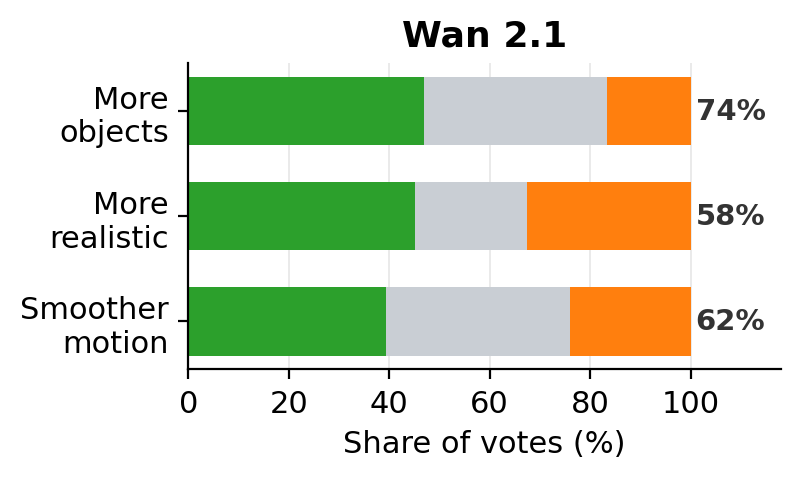 Wan 2.1
More
objects
74%
More
realistic
58%
Smoother
motion
62%
0 20 40 60 80 100
Share of votes (%)